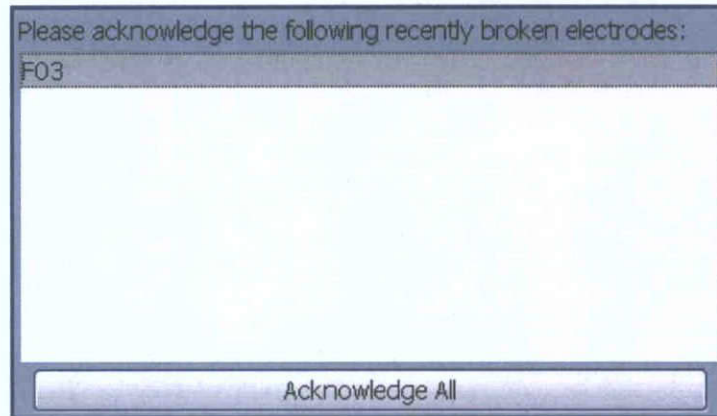 Please acknowledge the following recently broken electrodes:
F03
Acknowledge All